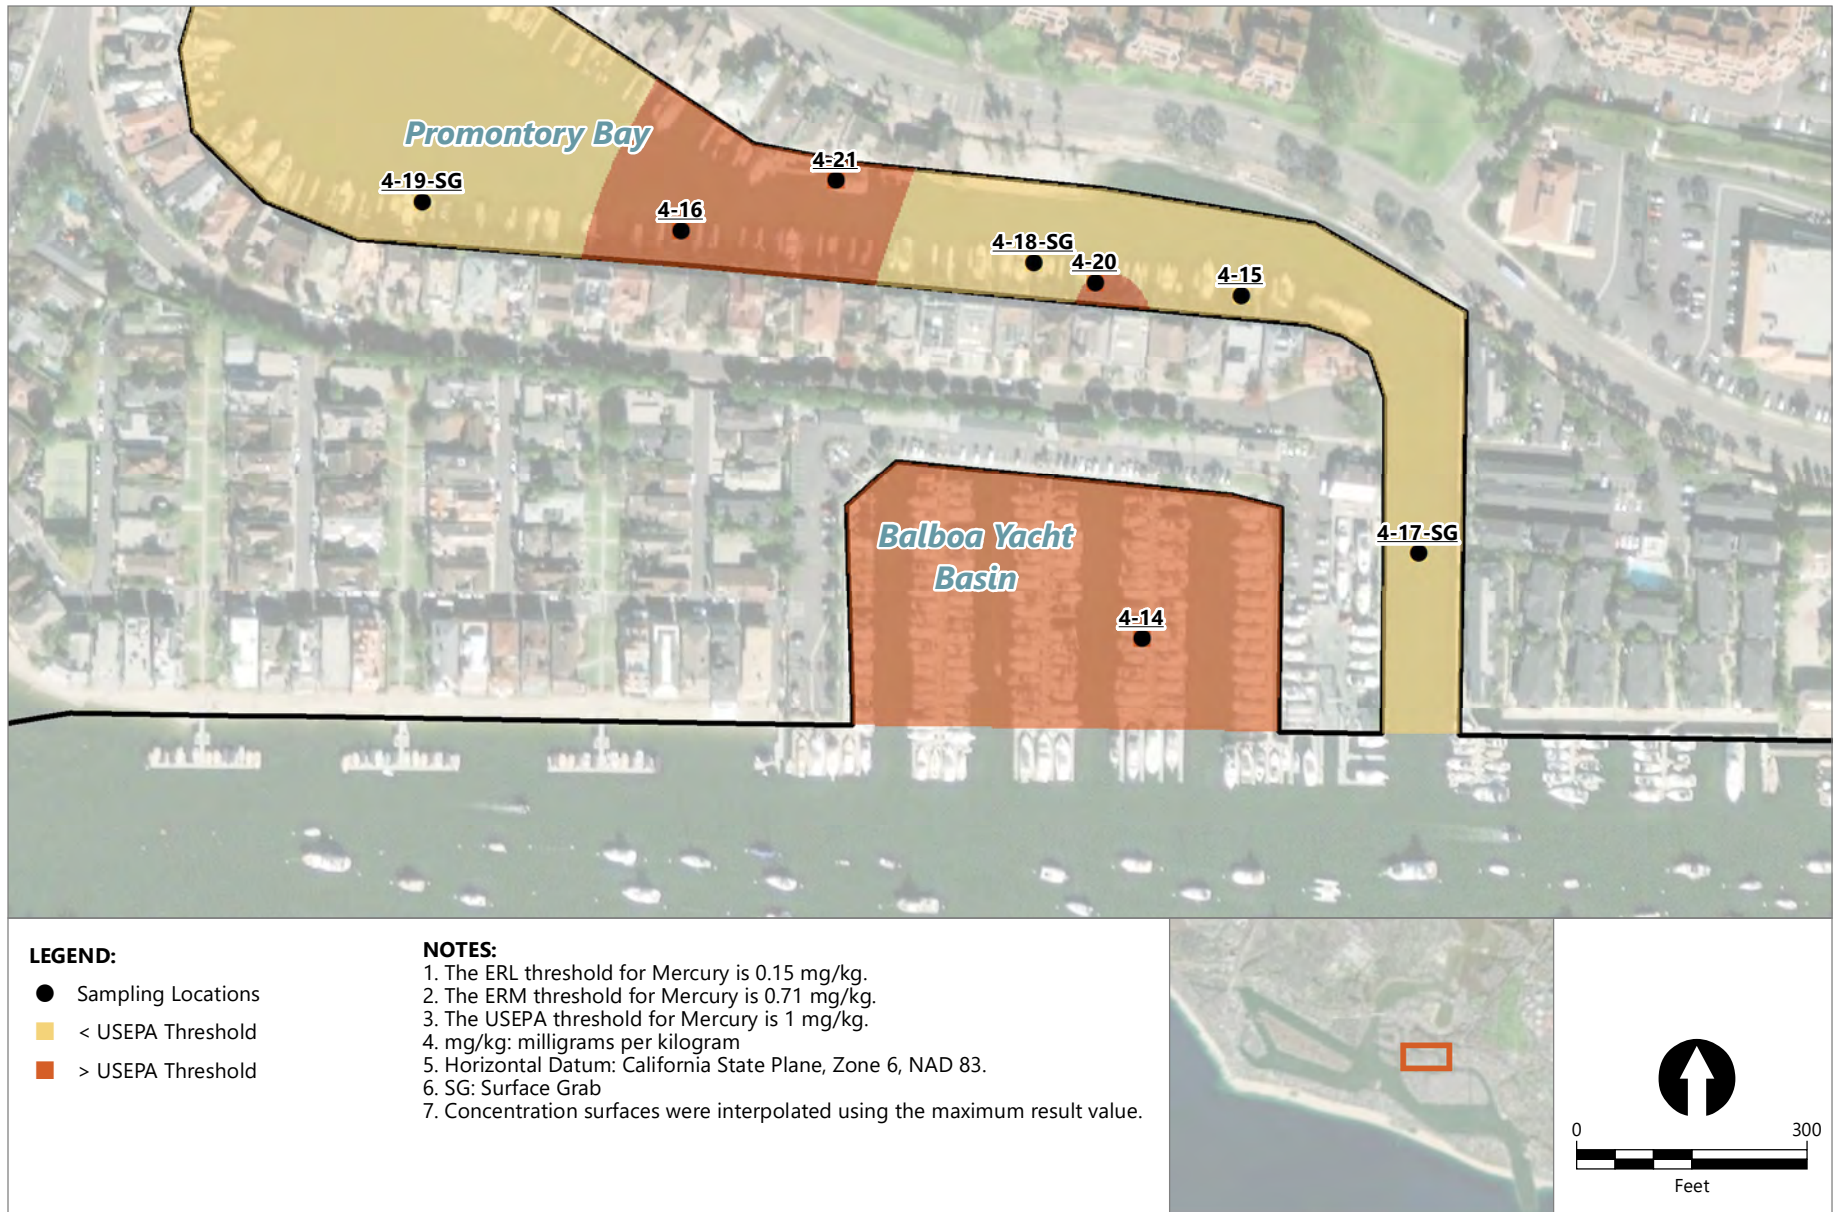 Promontory Bay
4-21
4-19-SG
4-16
4-18-SG
4-20
4-15
Balboa Yacht
Basin
4-17-SG
4-14
LEGEND:
Sampling Locations
< USEPA Threshold
> USEPA Threshold
NOTES:
1. The ERL threshold for Mercury is 0.15 mg/kg.
2. The ERM threshold for Mercury is 0.71 mg/kg.
3. The USEPA threshold for Mercury is 1 mg/kg.
4. mg/kg: milligrams per kilogram
5. Horizontal Datum: California State Plane, Zone 6, NAD 83.
6. SG: Surface Grab
7. Concentration surfaces were interpolated using the maximum result value.
0 300
Feet